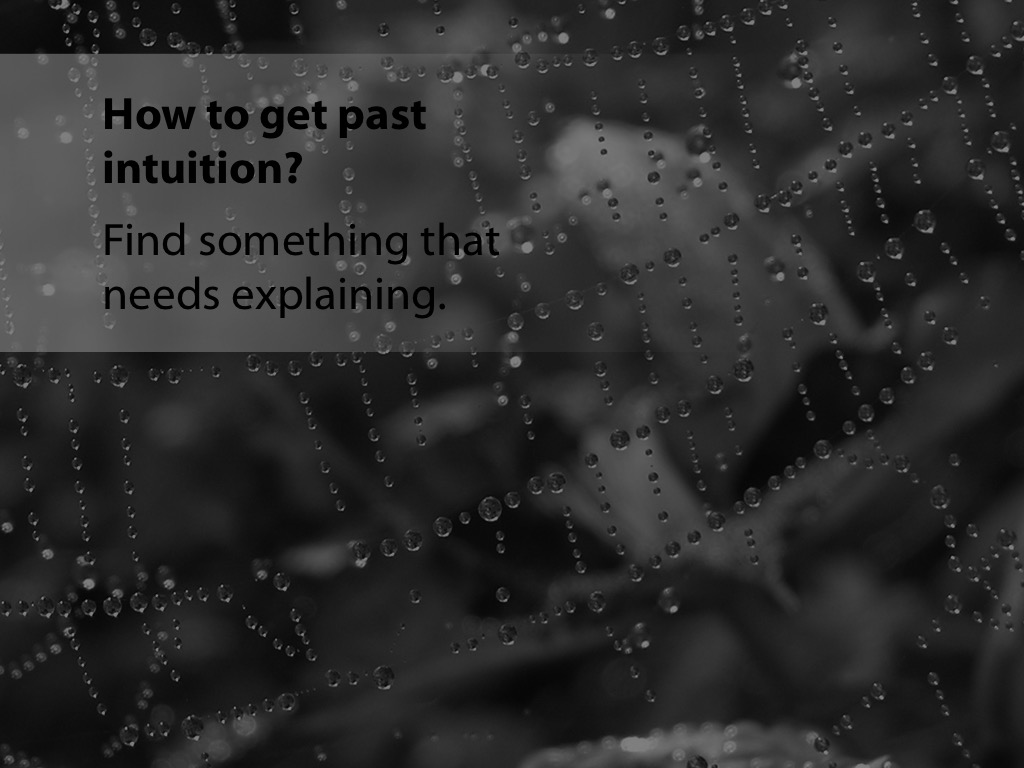 How to get past
intuition?
Find something that
needs explaining.